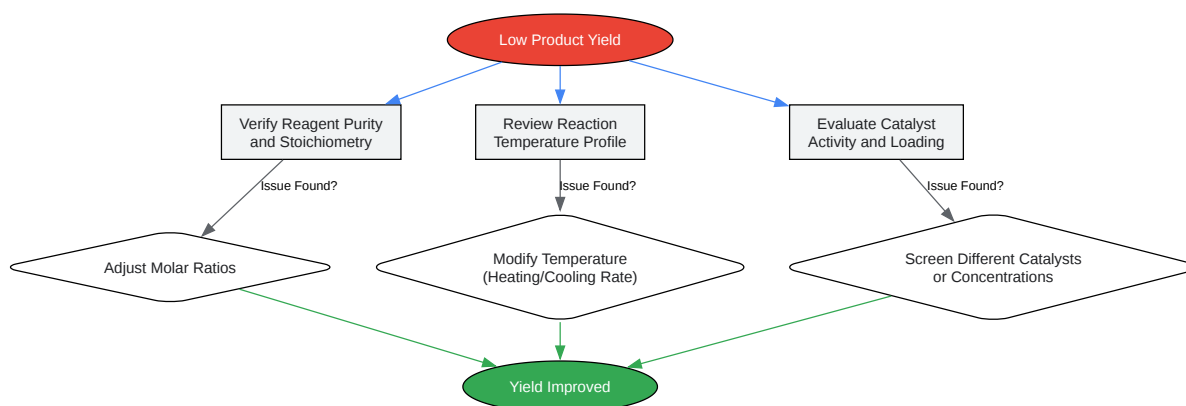 Low Product Yield
Verify Reagent Purity
and Stoichiometry
Review Reaction
Temperature Profile
Evaluate Catalyst
Activity and Loading
Issue Found?
Issue Found?
Issue Found?
Adjust Molar Ratios
Modify Temperature
(Heating/Cooling Rate)
Screen Different Catalysts
or Concentrations
Yield Improved